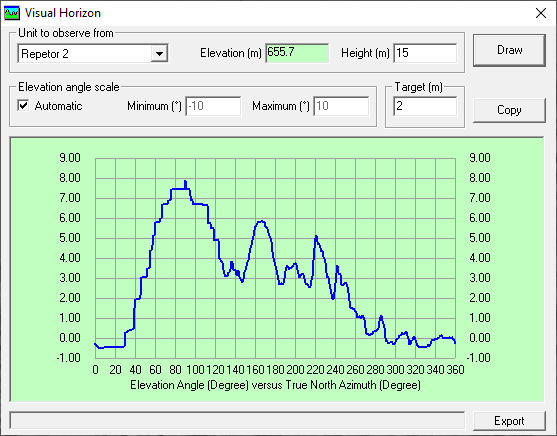 Visual Horizon
Unit to observe from
Repetor 2
Elevation (m) 655.7
Height (m) 15
Draw
Elevation angle scale
Automatic
Minimum (°) -10
Maximum (°) 10
Target (m)
2
Copy
9.00 9.00
8.00 8.00
7.00 7.00
6.00 6.00
5.00 5.00
4.00 4.00
3.00 3.00
2.00 2.00
1.00 1.00
0.00 0.00
-1.00 -1.00
0 20 40 60 80 100 120 140 160 180 200 220 240 260 280 300 320 340 360
Elevation Angle (Degree) versus True North Azimuth (Degree)
Export